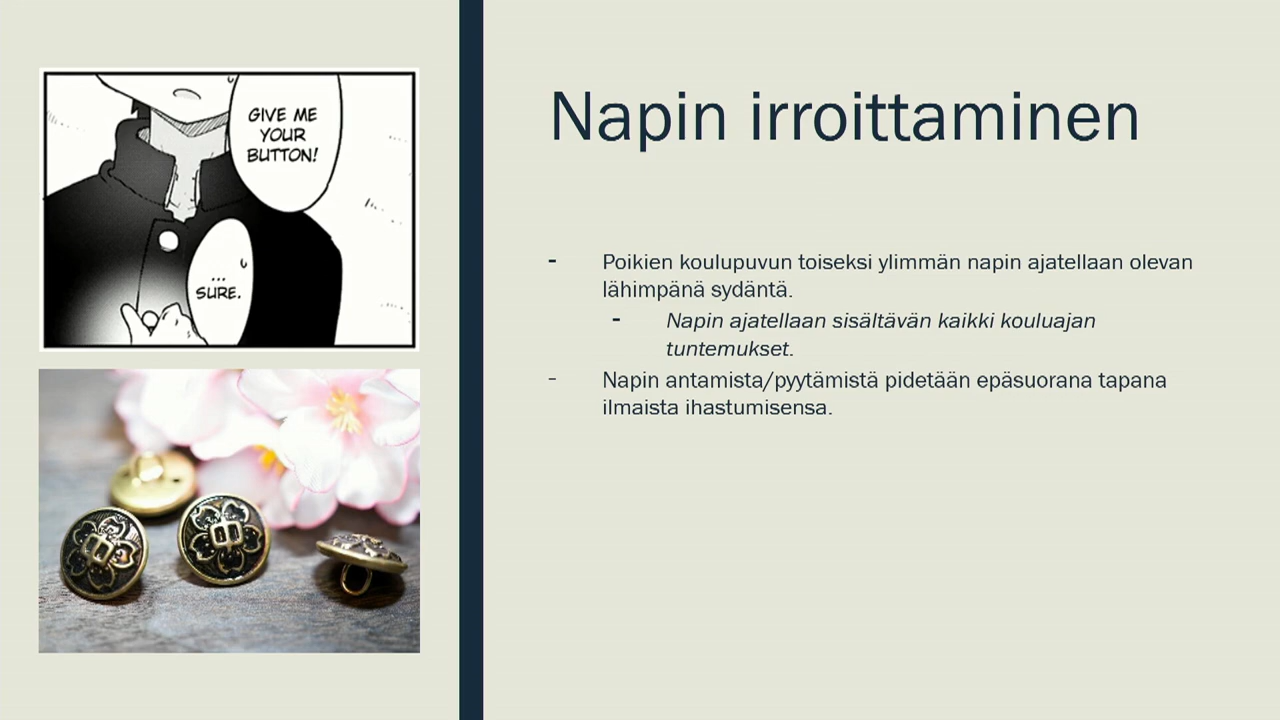 GIVE ME
YOUR
BUTTON!
...
SURE.
Napin irroittaminen
- Poikien koulupuvun toiseksi ylimmän napin ajatellaan olevan
lähimpänä sydäntä.
- Napin ajatellaan sisältävän kaikki kouluajan
tuntemukset.
- Napin antamista/pyytämistä pidetään epäsuorana tapana
ilmaista ihastumisensa.